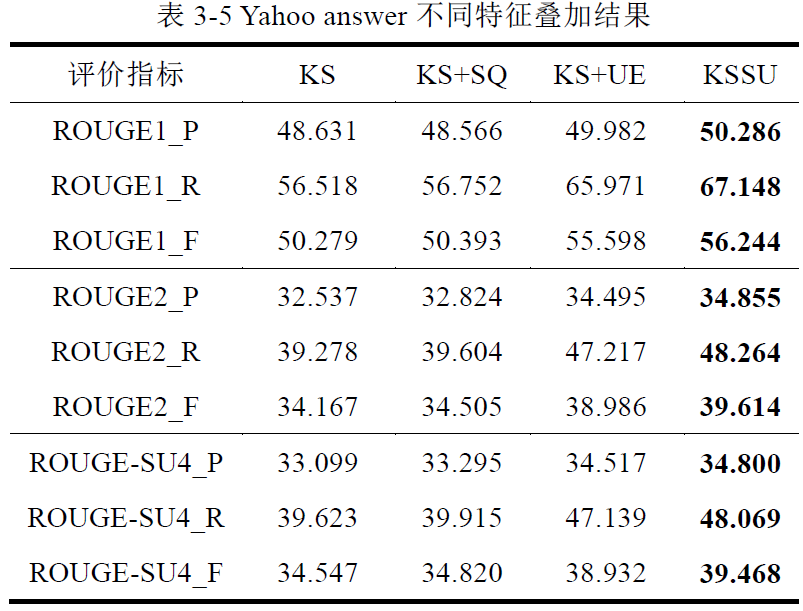 表 3-5 Yahoo answer 不同特征叠加结果
评价指标 KS KS+SQ KS+UE KSSU
ROUGE1_P 48.631 48.566 49.982 50.286
ROUGE1_R 56.518 56.752 65.971 67.148
ROUGE1_F 50.279 50.393 55.598 56.244
ROUGE2_P 32.537 32.824 34.495 34.855
ROUGE2_R 39.278 39.604 47.217 48.264
ROUGE2_F 34.167 34.505 38.986 39.614
ROUGE-SU4_P 33.099 33.295 34.517 34.800
ROUGE-SU4_R 39.623 39.915 47.139 48.069
ROUGE-SU4_F 34.547 34.820 38.932 39.468